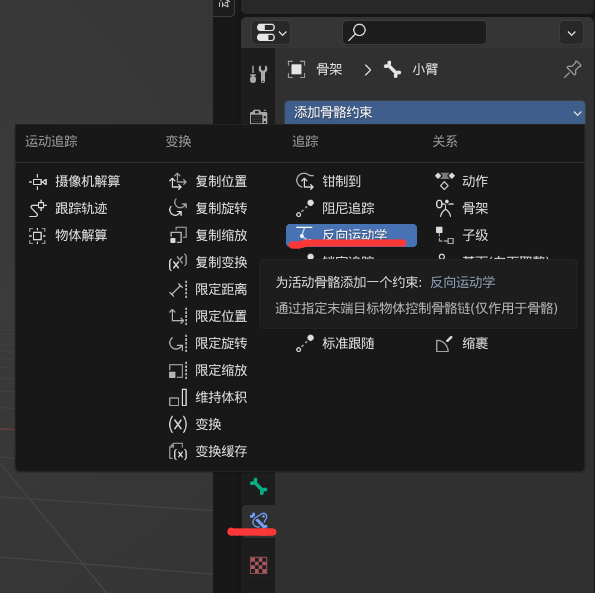 骨架
小臂
添加骨骼约束
运动追踪
变换
追踪
关系
摄像机解算
复制位置
钳制到
动作
跟踪轨迹
复制旋转
阻尼追踪
骨架
物体解算
复制缩放
反向运动学
子级
复制变换
限定距离
限定位置
限定旋转
标准跟随
缩裹
限定缩放
维持体积
变换
变换缓存
为活动骨骼添加一个约束: 反向运动学
通过指定末端目标物体控制骨骼链(仅作用于骨骼)